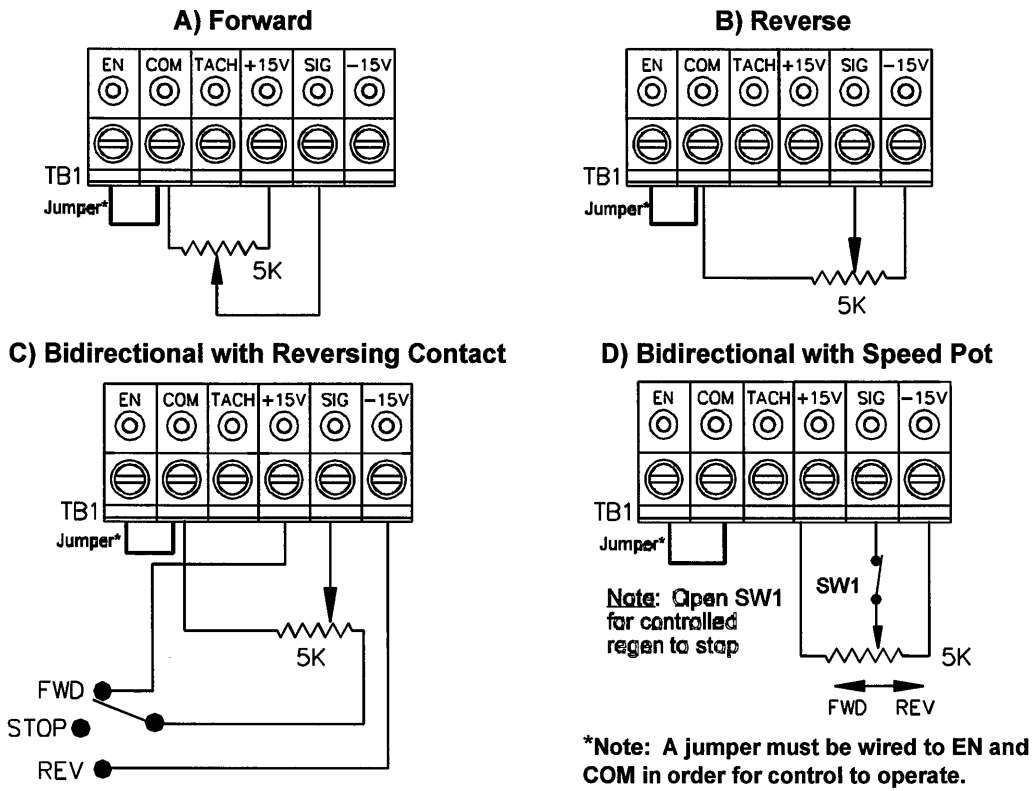 A) Forward
EN COM TACH +15V SIG -15V
TB1
Jumper*
5K
B) Reverse
EN COM TACH +15V SIG -15V
TB1
Jumper*
5K
C) Bidirectional with Reversing Contact
EN COM TACH +15V SIG -15V
TB1
Jumper*
5K
FWD
STOP
REV
D) Bidirectional with Speed Pot
EN COM TACH +15V SIG -15V
TB1
Jumper*
SW1
Note: Open SW1
for controlled
regen to stop
5K
FWD REV
*Note: A jumper must be wired to EN and
COM in order for control to operate.